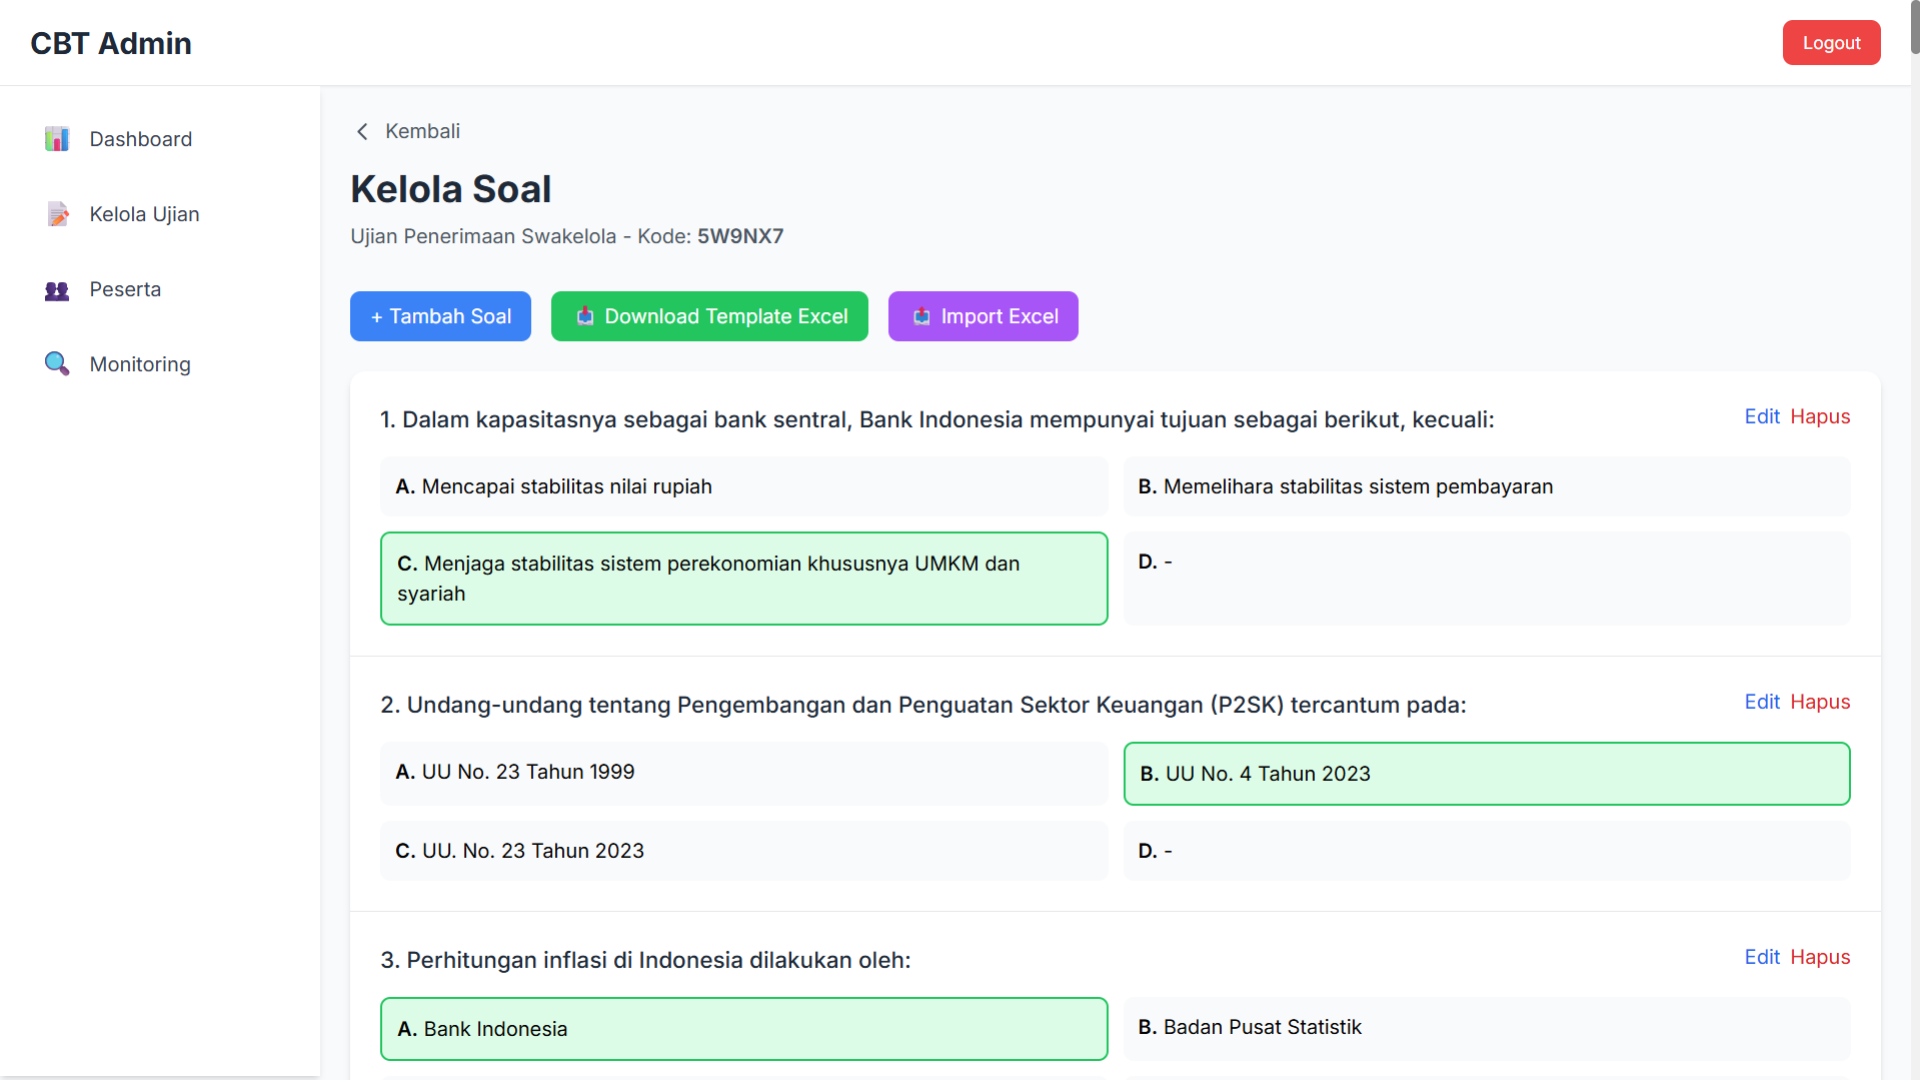 CBT Admin
Logout
Dashboard
Kelola Ujian
Peserta
Monitoring
Kembali
Kelola Soal
Ujian Penerimaan Swakelola - Kode: 5W9NX7
+ Tambah Soal
Download Template Excel
Import Excel
1. Dalam kapasitasnya sebagai bank sentral, Bank Indonesia mempunyai tujuan sebagai berikut, kecuali:
Edit Hapus
A. Mencapai stabilitas nilai rupiah
B. Memelihara stabilitas sistem pembayaran
C. Menjaga stabilitas sistem perekonomian khususnya UMKM dan
syariah
D. -
2. Undang-undang tentang Pengembangan dan Penguatan Sektor Keuangan (P2SK) tercantum pada:
Edit Hapus
A. UU No. 23 Tahun 1999
B. UU No. 4 Tahun 2023
C. UU. No. 23 Tahun 2023
D. -
3. Perhitungan inflasi di Indonesia dilakukan oleh:
Edit Hapus
A. Bank Indonesia
B. Badan Pusat Statistik